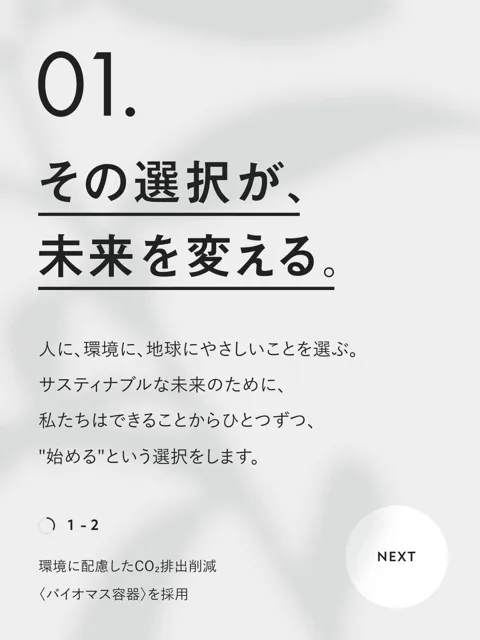 01.
その選択が、
未来を変える。
人に、環境に、地球にやさしいことを選ぶ。
サスティナブルな未来のために、
私たちはできることからひとつずつ、
"始める"という選択をします。
1 - 2
環境に配慮したCO₂排出削減
〈バイオマス容器〉を採用
NEXT